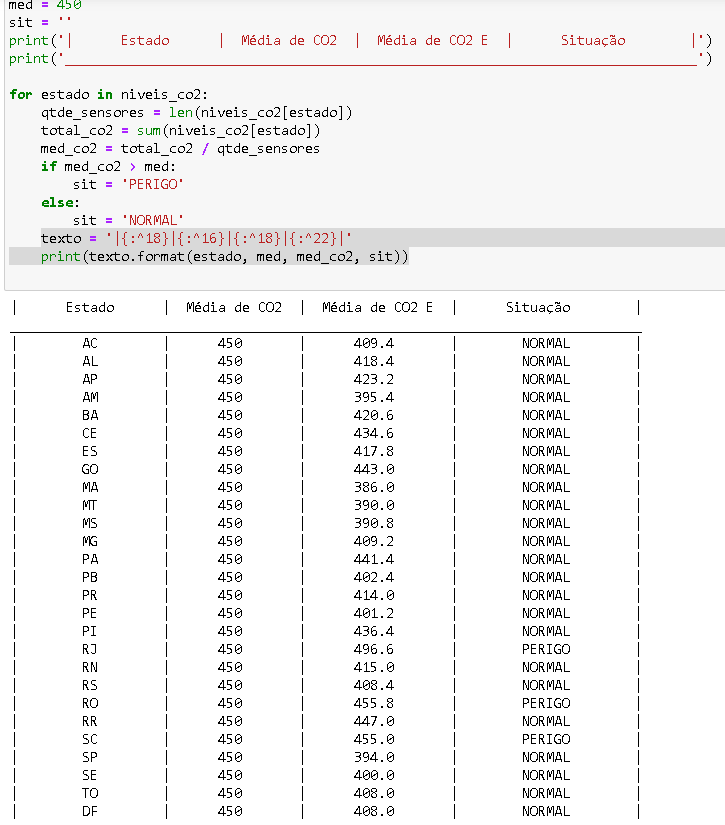 med = 450
sit = ''
print('|      Estado      |  Média de CO2  |  Média de CO2 E  |      Situação        |')
print('_______________________________________________________________________________')
for estado in niveis_co2:
    qtde_sensores = len(niveis_co2[estado])
    total_co2 = sum(niveis_co2[estado])
    med_co2 = total_co2 / qtde_sensores
    if med_co2 > med:
        sit = 'PERIGO'
    else:
        sit = 'NORMAL'
    texto = '|{:^18}|{:^16}|{:^18}|{:^22}|'
    print(texto.format(estado, med, med_co2, sit))
|      Estado      |  Média de CO2  |  Média de CO2 E  |      Situação        |
_______________________________________________________________________________
|        AC        |      450       |      409.4       |        NORMAL        |
|        AL        |      450       |      418.4       |        NORMAL        |
|        AP        |      450       |      423.2       |        NORMAL        |
|        AM        |      450       |      395.4       |        NORMAL        |
|        BA        |      450       |      420.6       |        NORMAL        |
|        CE        |      450       |      434.6       |        NORMAL        |
|        ES        |      450       |      417.8       |        NORMAL        |
|        GO        |      450       |      443.0       |        NORMAL        |
|        MA        |      450       |      386.0       |        NORMAL        |
|        MT        |      450       |      390.0       |        NORMAL        |
|        MS        |      450       |      390.8       |        NORMAL        |
|        MG        |      450       |      409.2       |        NORMAL        |
|        PA        |      450       |      441.4       |        NORMAL        |
|        PB        |      450       |      402.4       |        NORMAL        |
|        PR        |      450       |      414.0       |        NORMAL        |
|        PE        |      450       |      401.2       |        NORMAL        |
|        PI        |      450       |      436.4       |        NORMAL        |
|        RJ        |      450       |      496.6       |        PERIGO        |
|        RN        |      450       |      415.0       |        NORMAL        |
|        RS        |      450       |      408.4       |        NORMAL        |
|        RO        |      450       |      455.8       |        PERIGO        |
|        RR        |      450       |      447.0       |        NORMAL        |
|        SC        |      450       |      455.0       |        PERIGO        |
|        SP        |      450       |      394.0       |        NORMAL        |
|        SE        |      450       |      400.0       |        NORMAL        |
|        TO        |      450       |      408.0       |        NORMAL        |
|        DF        |      450       |      408.0       |        NORMAL        |